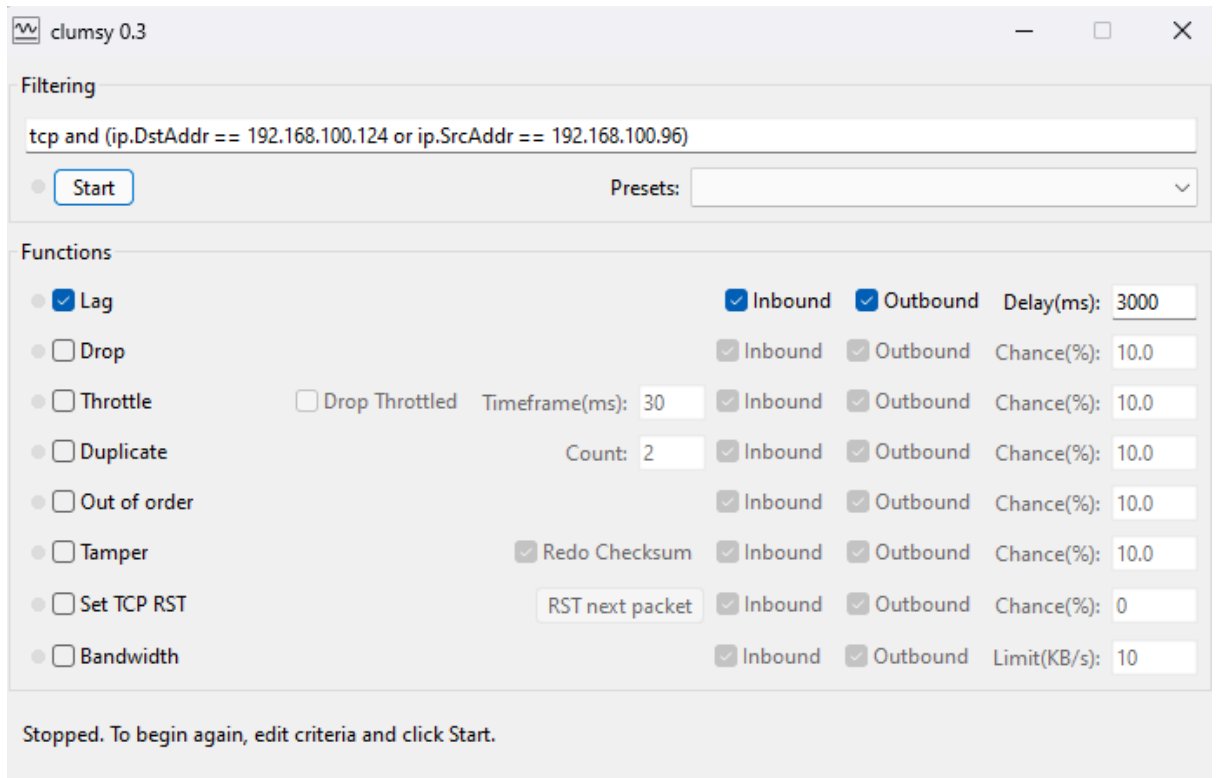 clumsy 0.3
Filtering
tcp and (ip.DstAddr == 192.168.100.124 or ip.SrcAddr == 192.168.100.96)
Start Presets:
Functions
Lag Inbound Outbound Delay(ms): 3000
Drop Inbound Outbound Chance(%): 10.0
Throttle Drop Throttled Timeframe(ms): 30 Inbound Outbound Chance(%): 10.0
Duplicate Count: 2 Inbound Outbound Chance(%): 10.0
Out of order Inbound Outbound Chance(%): 10.0
Tamper Redo Checksum Inbound Outbound Chance(%): 10.0
Set TCP RST RST next packet Inbound Outbound Chance(%): 0
Bandwidth Inbound Outbound Limit(KB/s): 10
Stopped. To begin again, edit criteria and click Start.